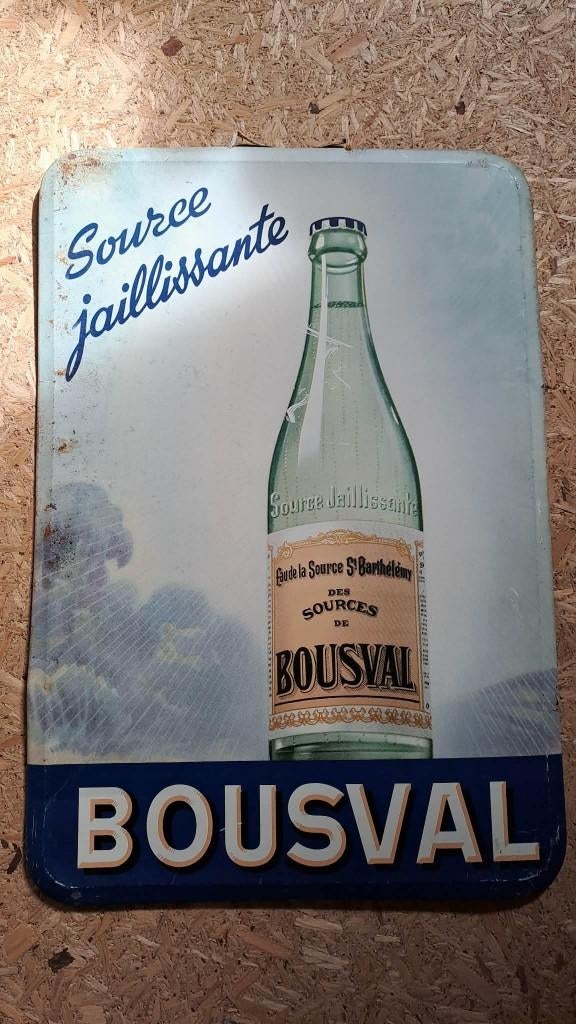 Source
jaillissante
Source Jaillissante
Eau de la Source St Barthélémy
DES
SOURCES
DE
BOUSVAL
BOUSVAL